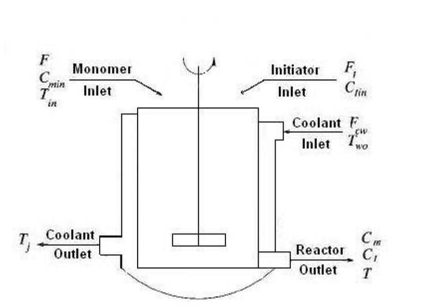 F
C_min
T_in
Monomer
Inlet
Initiator
Inlet
F_I
C_Iin
Coolant
Inlet
F_cw
T_wo
T_j
Coolant
Outlet
Reactor
Outlet
C_m
C_I
T